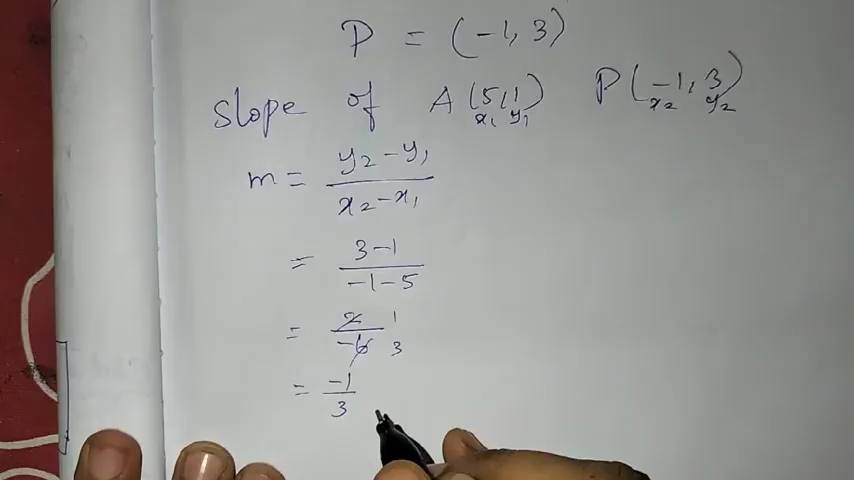 P = (-1, 3)
slope of A(5,1) P(-1, 3)
x₁ y₁ x₂ y₂
m = y₂-y₁ / x₂-x₁
= 3-1 / -1-5
= 2 / -6 1 3
= -1 / 3